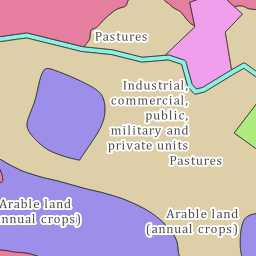 Pastures
Industrial,
commercial,
public,
military and
private units
Pastures
Arable land
(annual crops)
Arable land
(annual crops)